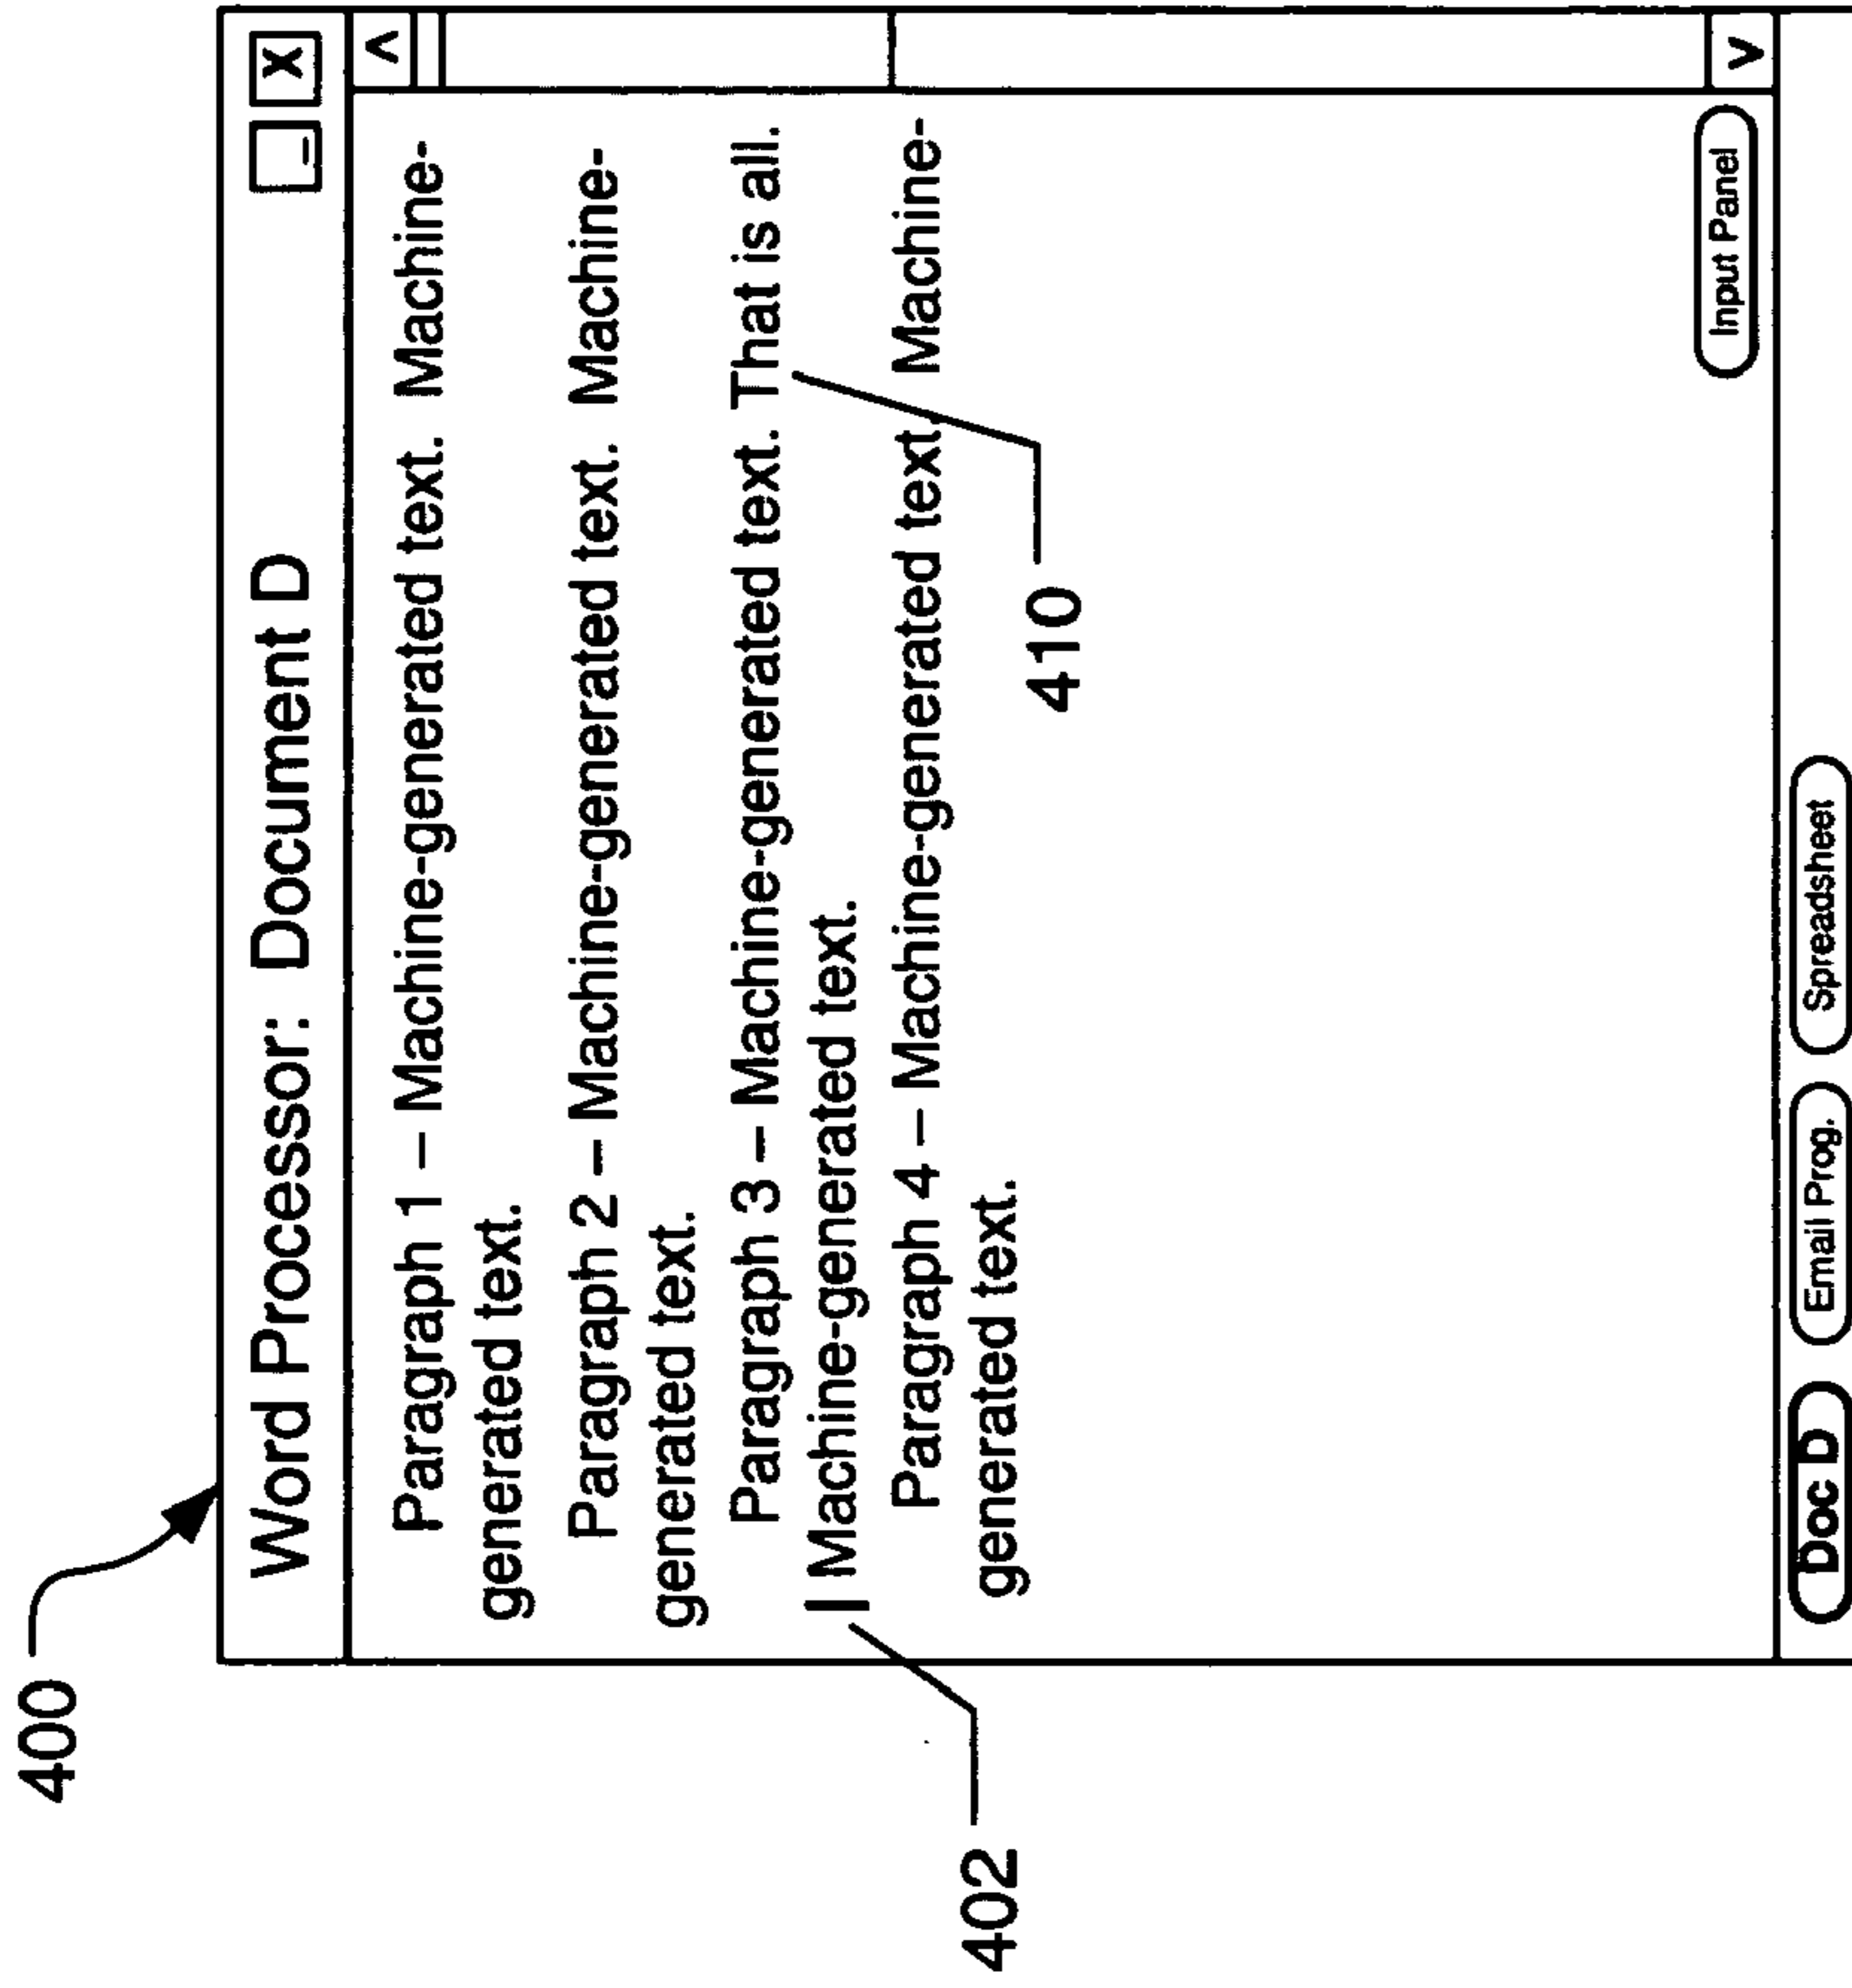 400
Word Processor:  Document D
_ X
Paragraph 1 – Machine-generated text.  Machine-
generated text.
Paragraph 2 – Machine-generated text.  Machine-
generated text.
Paragraph 3 – Machine-generated text. That is all.
Machine-generated text.
Paragraph 4 – Machine-generated text. Machine-
generated text.
402
410
Input Panel
Doc D
Email Prog.
Spreadsheet